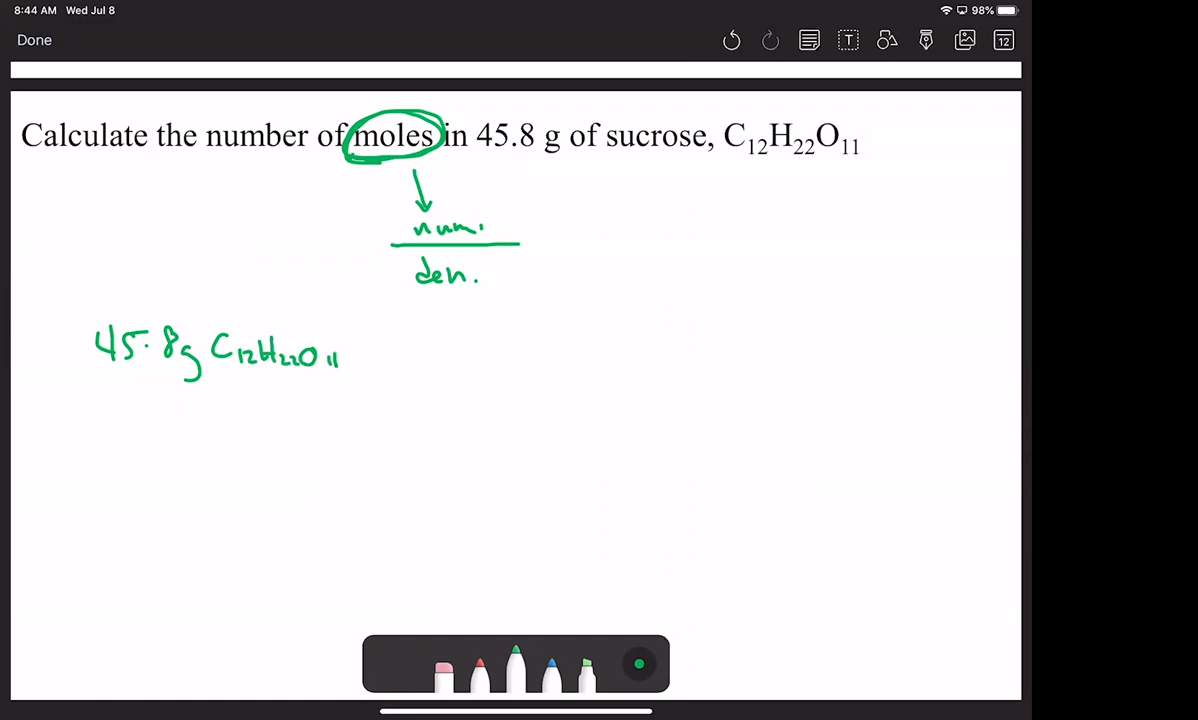 8:44 AM Wed Jul 8 98%
Done T 12
Calculate the number of moles in 45.8 g of sucrose, C₁₂H₂₂O₁₁
num.
den.
45.8g C₁₂H₂₂O₁₁